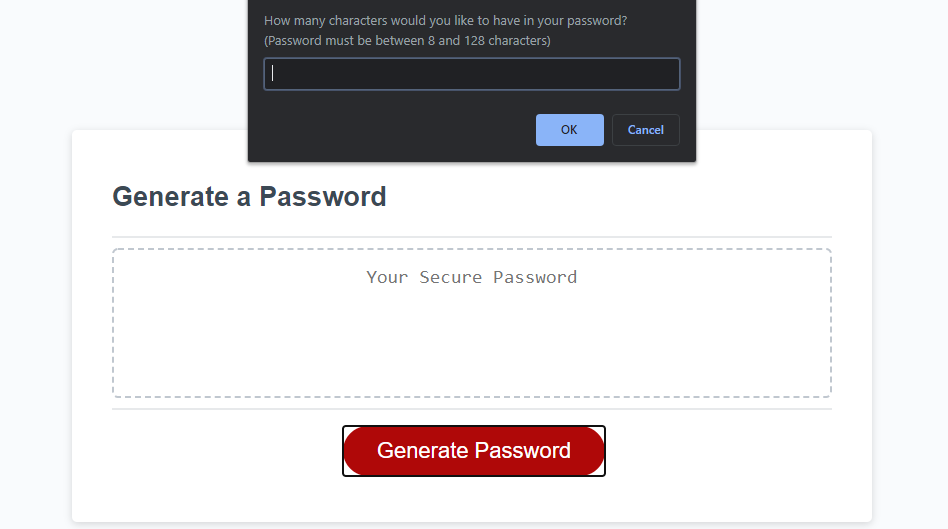 How many characters would you like to have in your password?
(Password must be between 8 and 128 characters)
OK
Cancel
Generate a Password
Your Secure Password
Generate Password